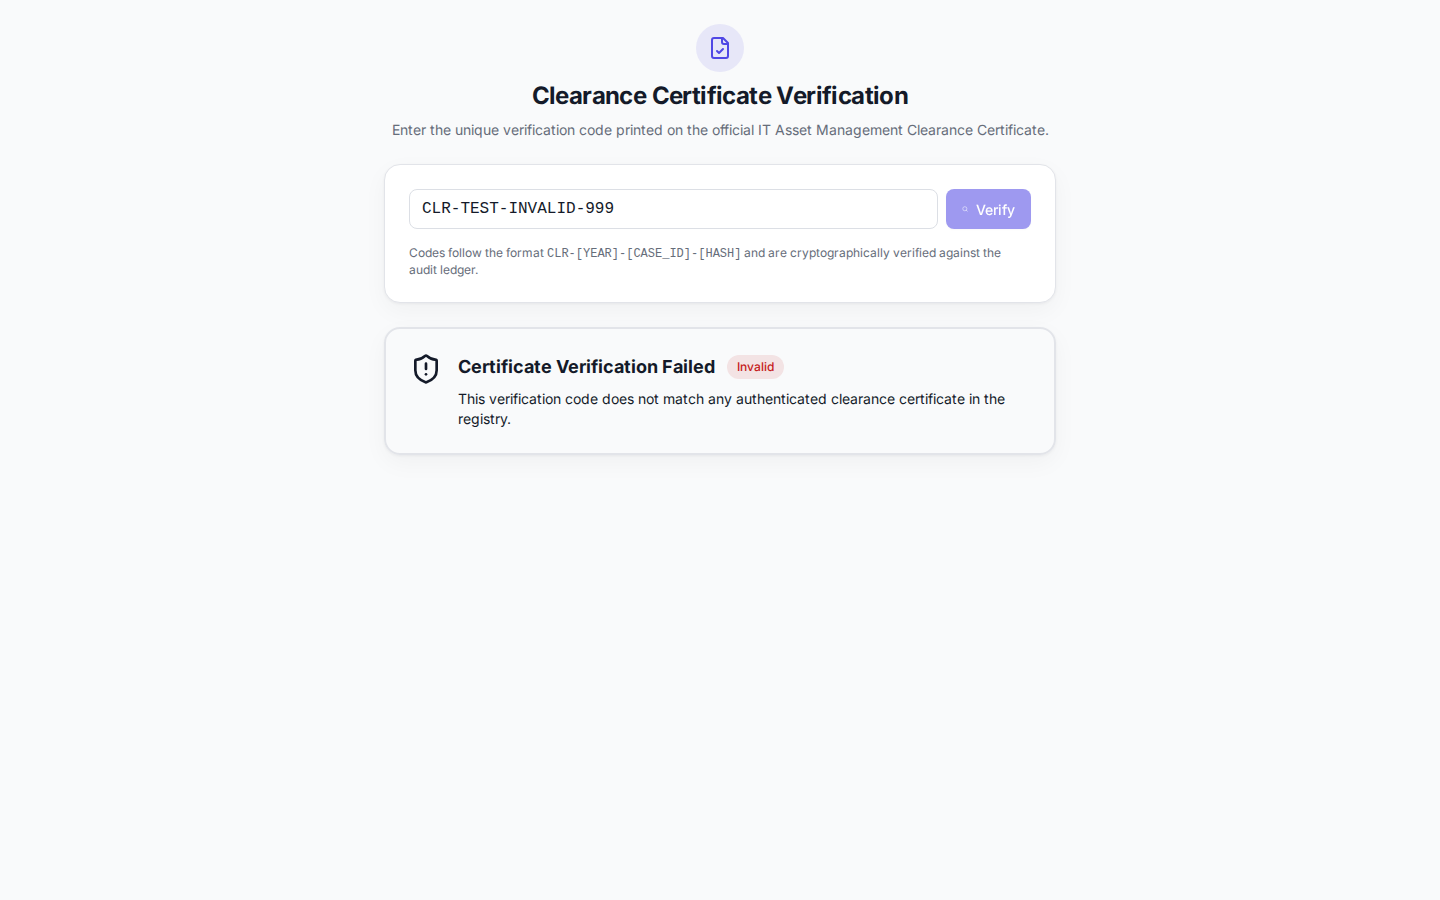 Clearance Certificate Verification
Enter the unique verification code printed on the official IT Asset Management Clearance Certificate.
CLR-TEST-INVALID-999
Verify
Codes follow the format CLR-[YEAR]-[CASE_ID]-[HASH] and are cryptographically verified against the
audit ledger.
Certificate Verification Failed
Invalid
This verification code does not match any authenticated clearance certificate in the
registry.